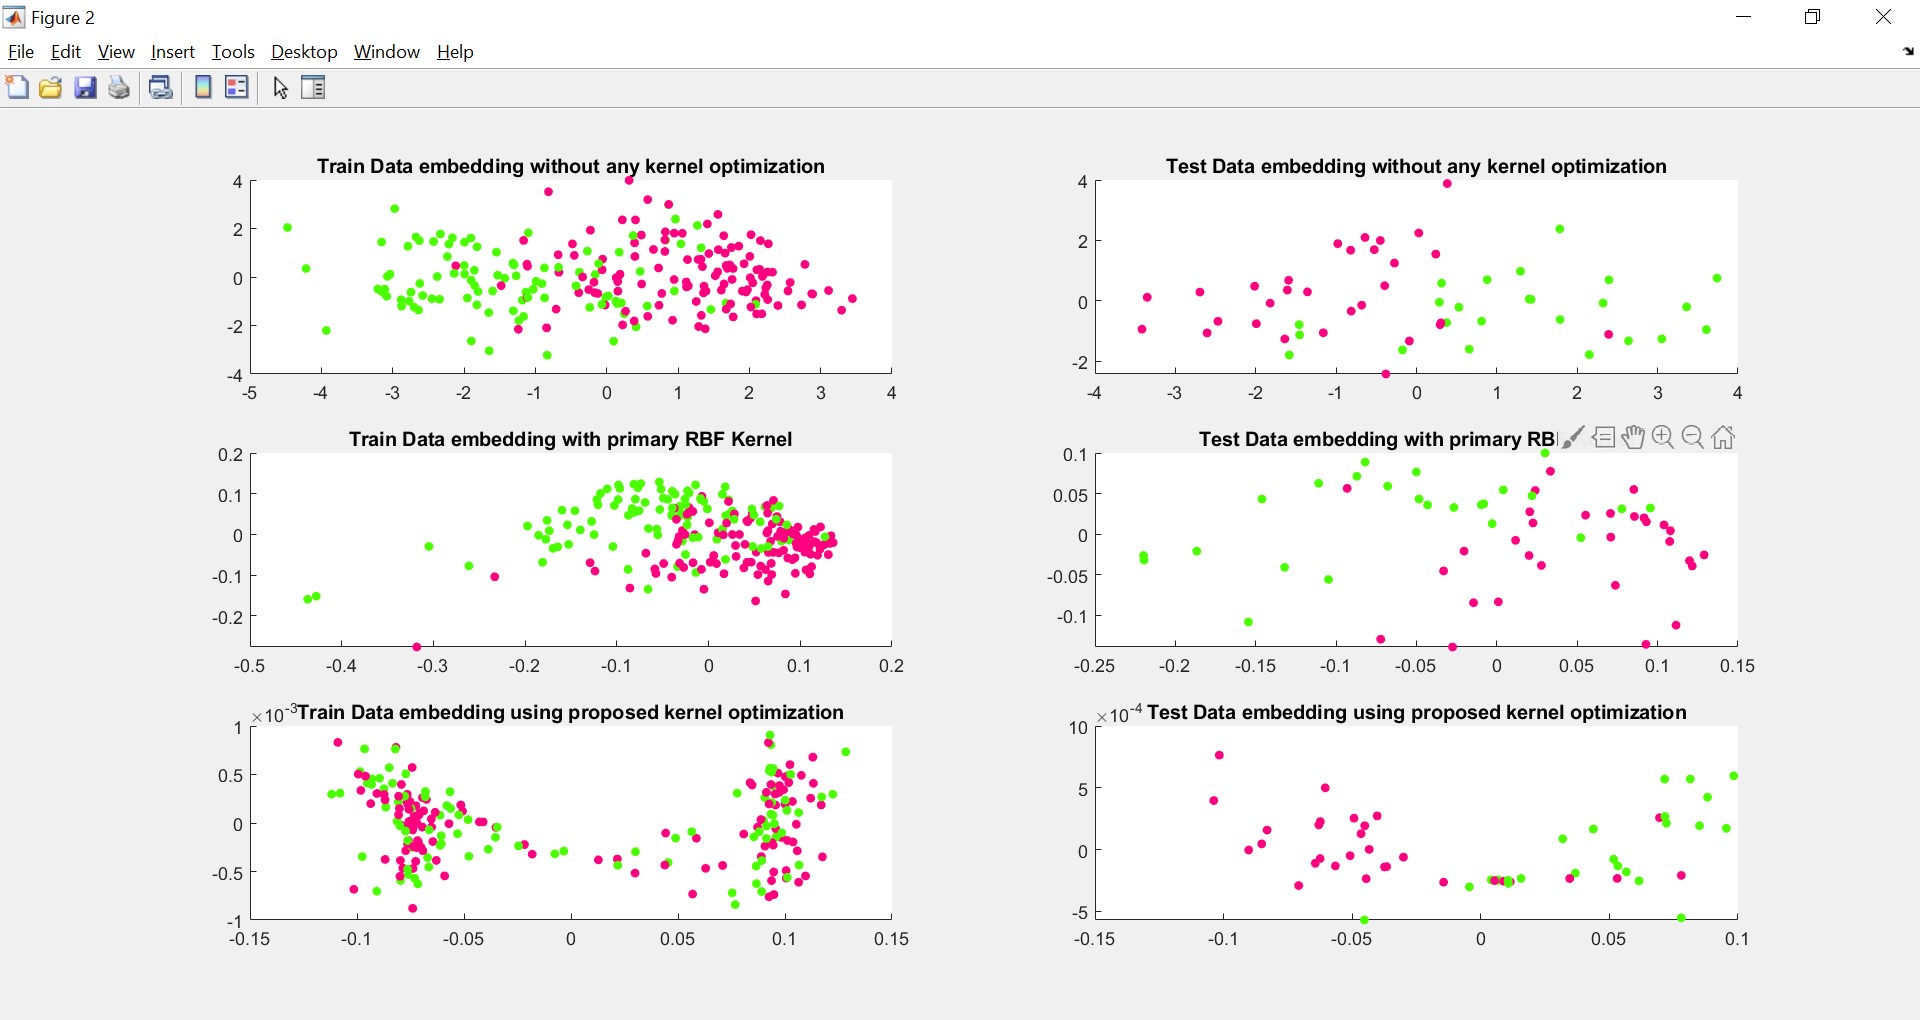 Figure 2
File Edit View Insert Tools Desktop Window Help
Train Data embedding without any kernel optimization
4
2
0
-2
-4
-5 -4 -3 -2 -1 0 1 2 3 4
Test Data embedding without any kernel optimization
4
2
0
-2
-4 -3 -2 -1 0 1 2 3 4
Train Data embedding with primary RBF Kernel
0.2
0.1
0
-0.1
-0.2
-0.5 -0.4 -0.3 -0.2 -0.1 0 0.1 0.2
Test Data embedding with primary RB
0.1
0.05
0
-0.05
-0.1
-0.25 -0.2 -0.15 -0.1 -0.05 0 0.05 0.1 0.15
×10⁻³ Train Data embedding using proposed kernel optimization
1
0.5
0
-0.5
-1
-0.15 -0.1 -0.05 0 0.05 0.1 0.15
×10⁻⁴ Test Data embedding using proposed kernel optimization
10
5
0
-5
-0.15 -0.1 -0.05 0 0.05 0.1